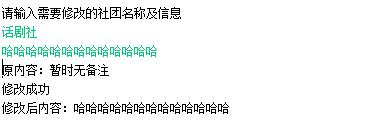 请输入需要修改的社团名称及信息
话剧社
哈哈哈哈哈哈哈哈哈哈哈哈哈
原内容：暂时无备注
修改成功
修改后内容：哈哈哈哈哈哈哈哈哈哈哈哈哈